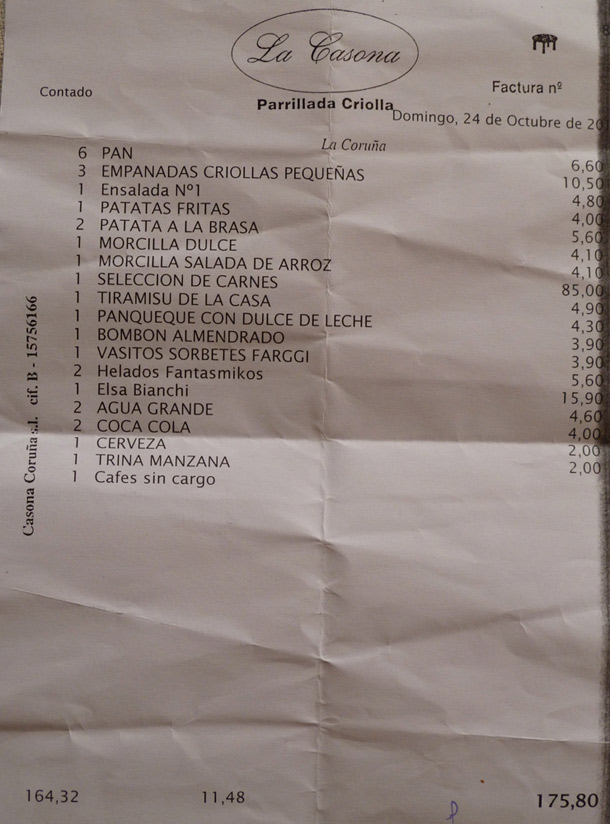 La Casona
Contado
Parrillada Criolla
Factura nº
Domingo, 24 de Octubre de 20
La Coruña
6 PAN 6,60
3 EMPANADAS CRIOLLAS PEQUEÑAS 10,50
1 Ensalada Nº1 4,80
1 PATATAS FRITAS 4,00
2 PATATA A LA BRASA 5,60
1 MORCILLA DULCE 4,10
1 MORCILLA SALADA DE ARROZ 4,10
1 SELECCION DE CARNES 85,00
1 TIRAMISU DE LA CASA 4,90
1 PANQUEQUE CON DULCE DE LECHE 4,30
1 BOMBON ALMENDRADO 3,90
1 VASITOS SORBETES FARGGI 3,90
2 Helados Fantasmikos 5,60
1 Elsa Bianchi 15,90
2 AGUA GRANDE 4,60
2 COCA COLA 4,00
1 CERVEZA 2,00
1 TRINA MANZANA 2,00
1 Cafes sin cargo
Casona Coruña s.l. cif. B - 15756166
164,32 11,48 175,80